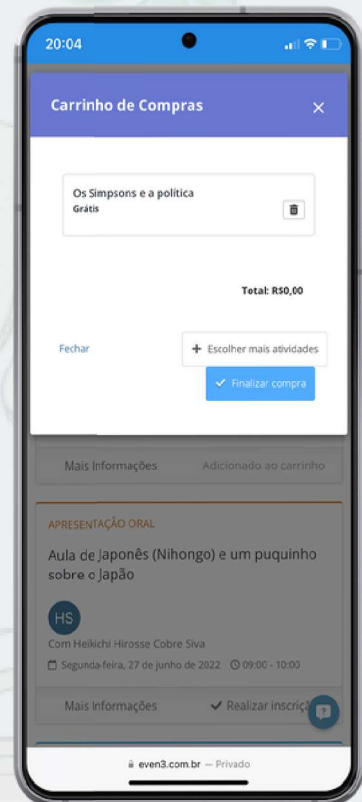 20:04
Carrinho de Compras
×
Os Simpsons e a política
Grátis
Total: R$0,00
Fechar
+ Escolher mais atividades
✓ Finalizar compra
Mais Informações
Adicionado ao carrinho
APRESENTAÇÃO ORAL
Aula de Japonês (Nihongo) e um puquinho
sobre o Japão
HS
Com Heikichi Hirosse Cobre Siva
Segunda-feira, 27 de junho de 2022
09:00 - 10:00
Mais Informações
✓ Realizar inscriç
even3.com.br — Privado